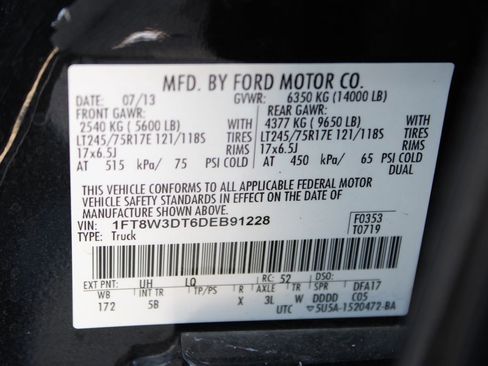 MFD. BY FORD MOTOR CO.
DATE: 07/13 GVWR: 6350 KG (14000 LB)
FRONT GAWR: REAR GAWR:
2540 KG ( 5600 LB) WITH 4377 KG ( 9650 LB) WITH
LT245/75R17E 121/118S TIRES LT245/75R17E 121/118S TIRES
17x6.5J RIMS 17x6.5J RIMS
AT 515 kPa/ 75 PSI COLD AT 450 kPa/ 65 PSI COLD
DUAL
THIS VEHICLE CONFORMS TO ALL APPLICABLE FEDERAL MOTOR
VEHICLE SAFETY STANDARDS IN EFFECT ON THE DATE OF
MANUFACTURE SHOWN ABOVE.
VIN: 1FT8W3DT6DEB91228 F0353
TYPE: Truck T0719
EXT PNT: UH LQ RC: 52 DSO:
WB INT TR TP/PS R AXLE TR SPR DFA17
172 5B X 3L W DDDD C05
UTC ▽5U5A-1520472-BA